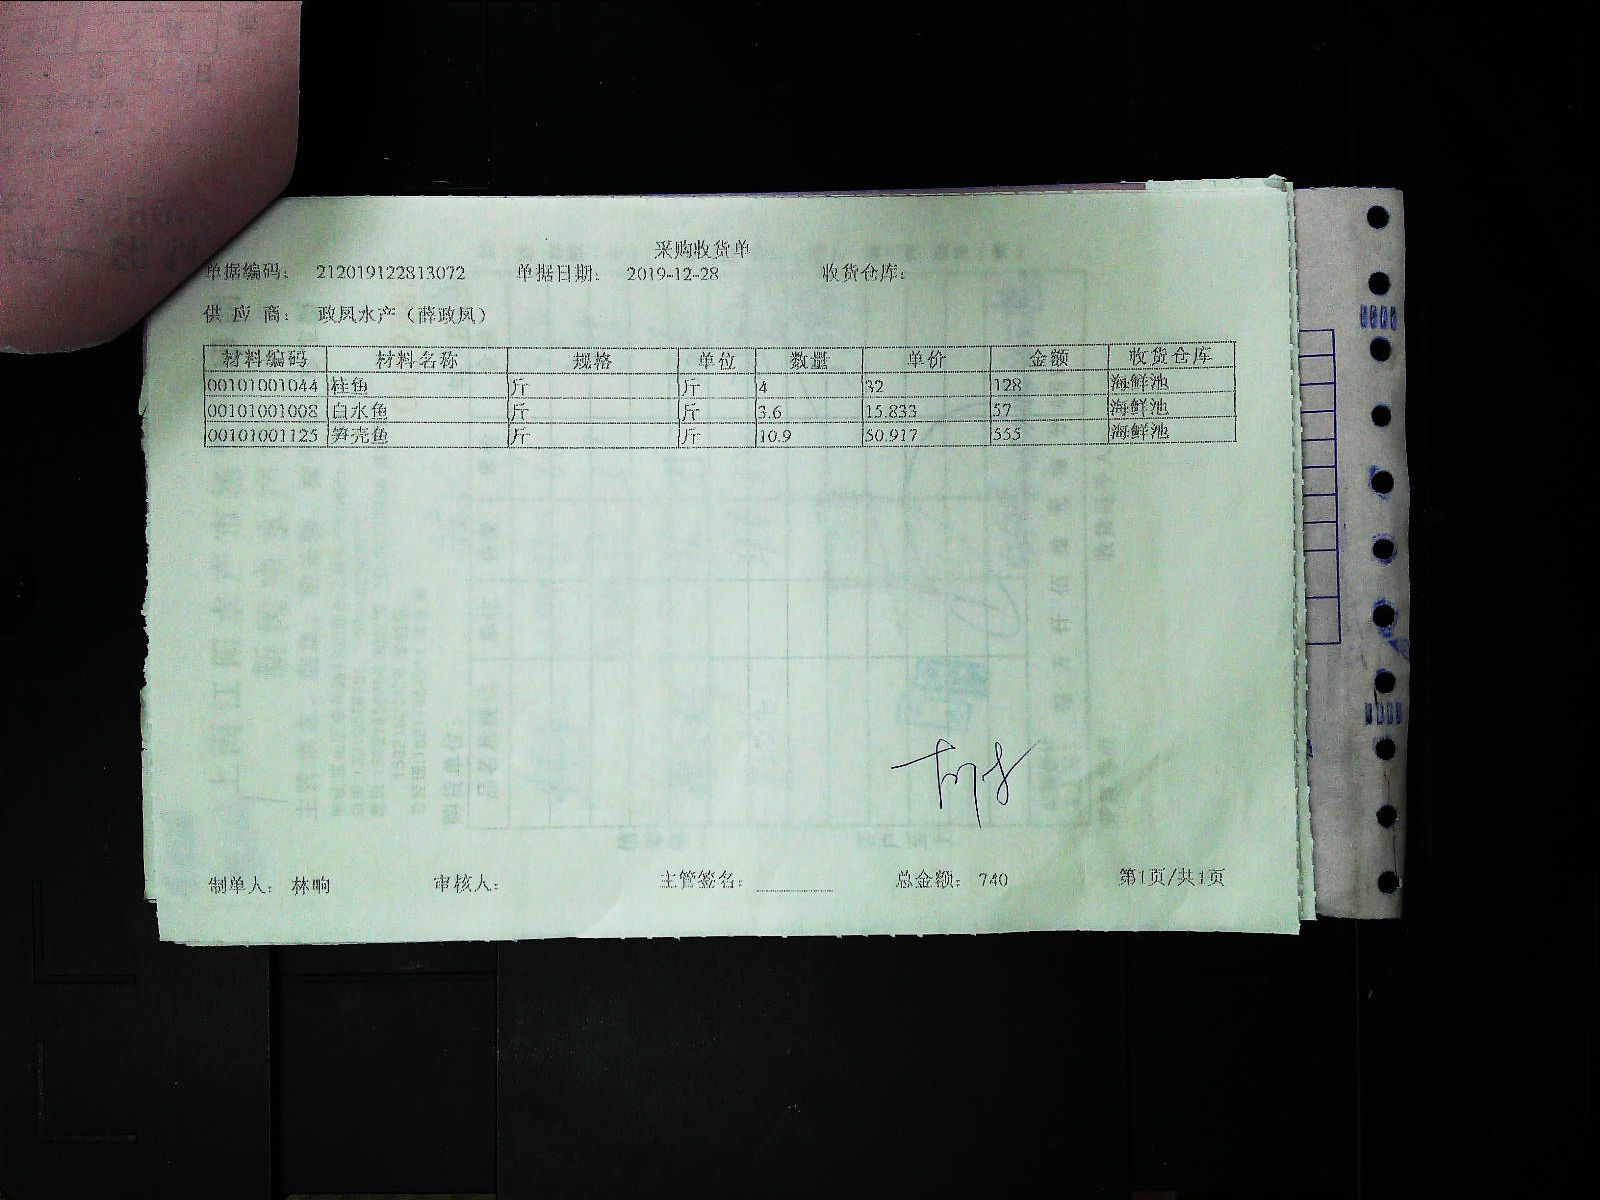 采购收货单
单据编码： 212019122813072 单据日期： 2019-12-28 收货仓库：
供 应 商： 政凤水产（薛政凤）
材料编码 材料名称 规格 单位 数量 单价 金额 收货仓库
00101001044 桂鱼 斤 斤 4 32 128 海鲜池
00101001008 白水鱼 斤 斤 3.6 15.833 57 海鲜池
00101001125 笋壳鱼 斤 斤 10.9 50.917 555 海鲜池
制单人： 林响 审核人： 主管签名： 总金额： 740 第1页/共1页